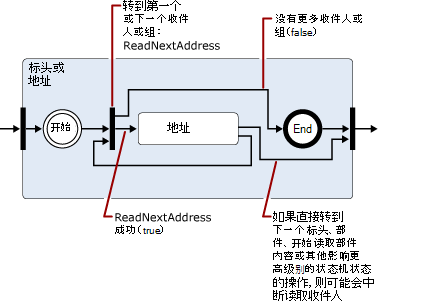 转到第一个
或下一个收件
人或组：
ReadNextAddress
没有更多收件人或
组(false)
标头或
地址
开始
地址
End
ReadNextAddress
成功(true)
如果直接转到
下一个标头、部
件、开始读取部件
内容或其他影响更
高级别的状态机状态
的操作, 则可能会中
断读取收件人